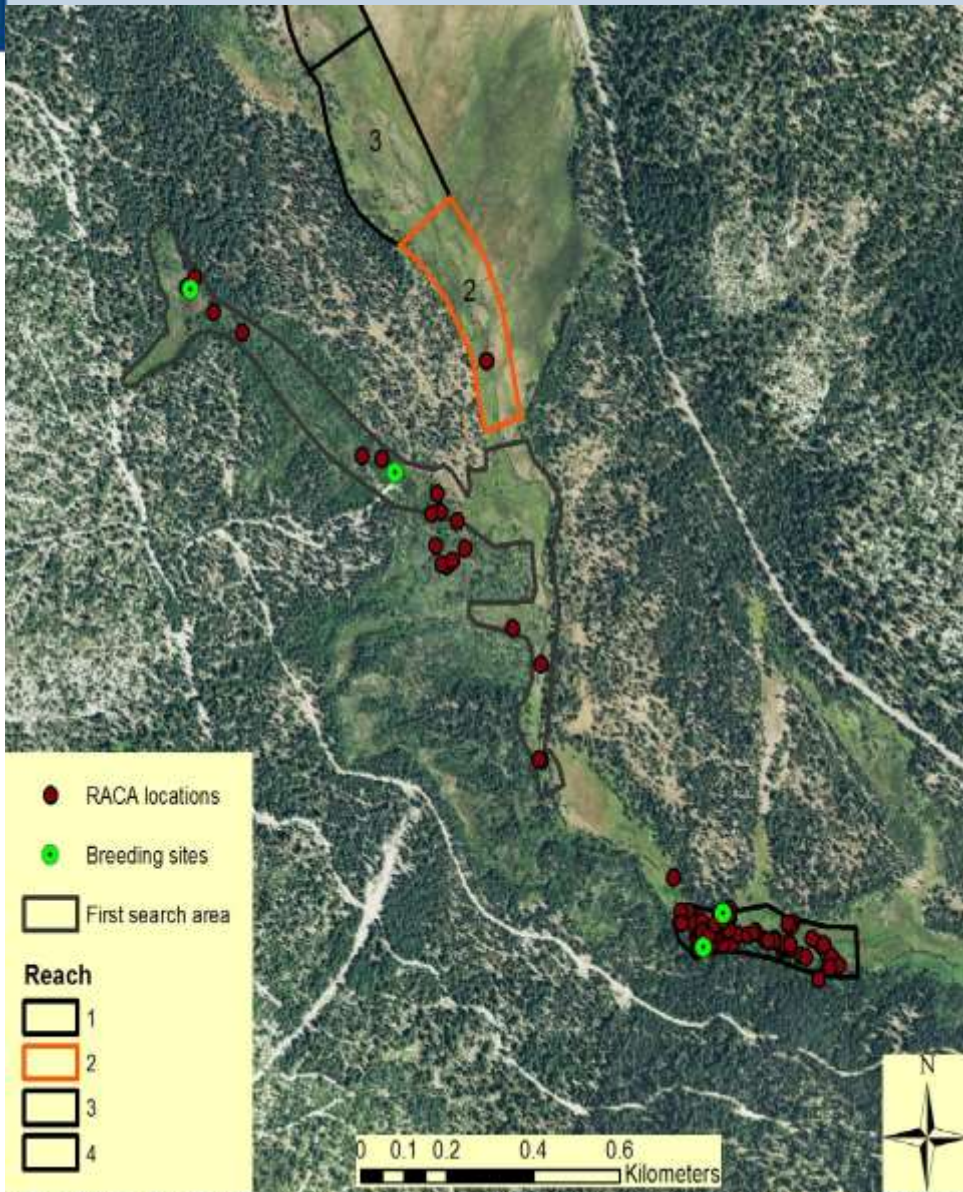 3
2
RACA locations
Breeding sites
First search area
Reach
1
2
3
4
0 0.1 0.2 0.4 0.6
Kilometers
N